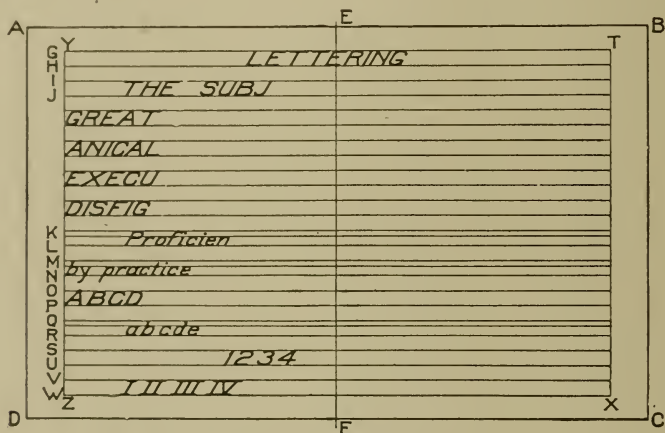 E
A B
Y T
G
H LETTERING
I
J THE SUBJ
GREAT
ANICAL
EXECU
DISFIG
K
L Proficien
M
N by practice
O
P ABCD
Q
R abcde
S
U 1234
V
W I II III IV
Z X
D F C